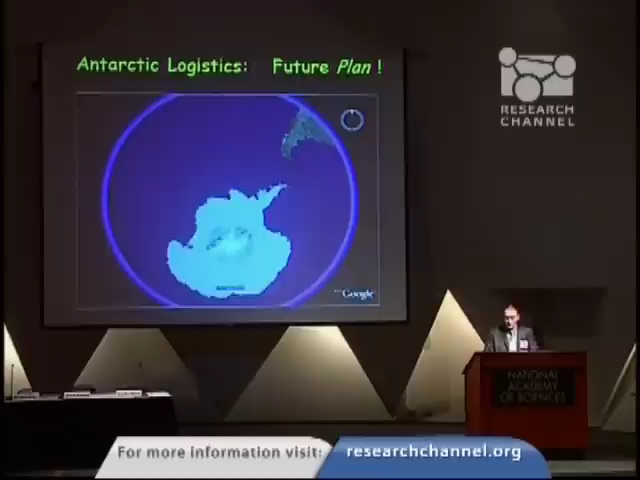 Antarctic Logistics: Future Plan !
RESEARCH
CHANNEL
Google
NATIONAL
ACADEMY
OF SCIENCES
For more information visit: researchchannel.org